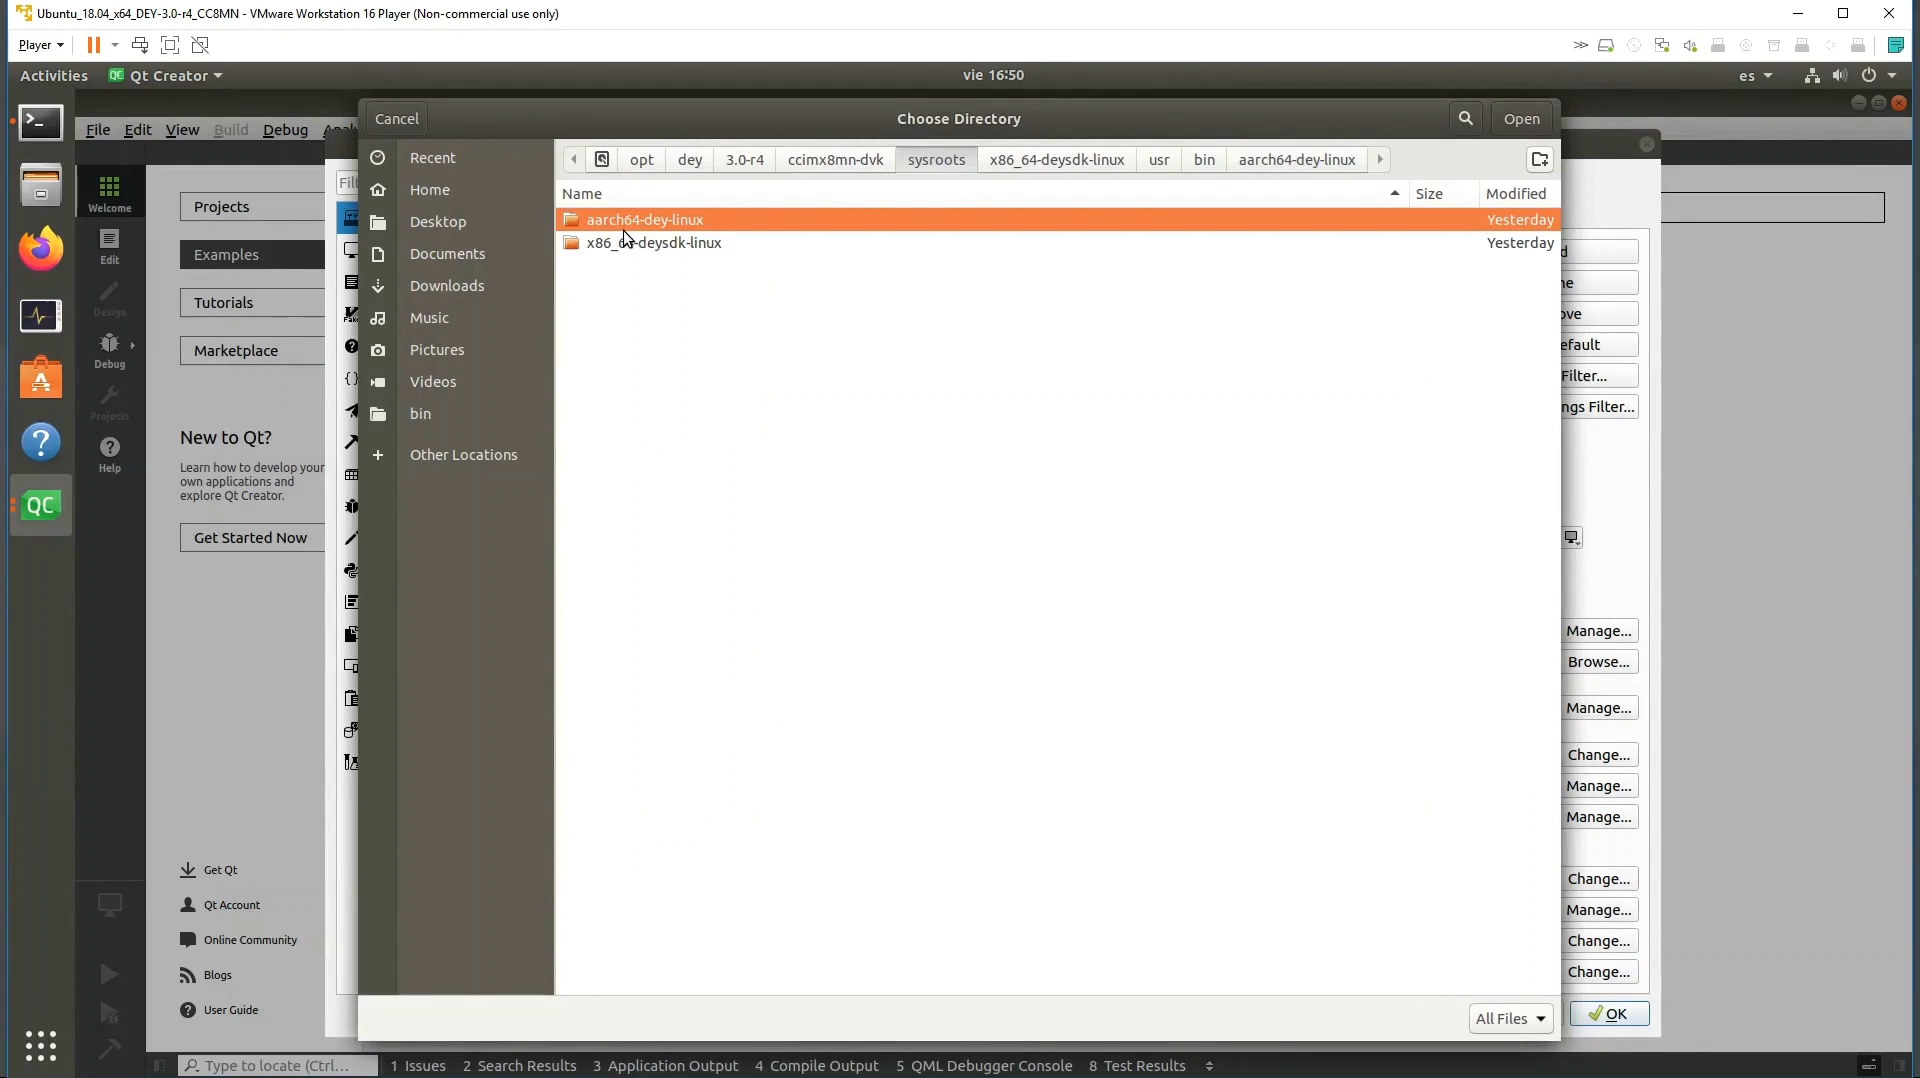 Ubuntu_18.04_x64_DEY-3.0-r4_CC8MN - VMware Workstation 16 Player (Non-commercial use only)
Player
Activities
QC
Qt Creator
vie 16:50
es
File Edit View Build Debug
Cancel
Choose Directory
Open
opt
dey
3.0-r4
ccimx8mn-dvk
sysroots
x86_64-deysdk-linux
usr
bin
aarch64-dey-linux
Name
Size
Modified
aarch64-dey-linux
Yesterday
x86_64-deysdk-linux
Yesterday
Recent
Home
Desktop
Documents
Downloads
Music
Pictures
Videos
bin
Other Locations
All Files
Welcome
Edit
Design
Debug
Projects
Help
QC
Projects
Examples
Tutorials
Marketplace
New to Qt?
Learn how to develop your
own applications and
explore Qt Creator.
Get Started Now
Get Qt
Qt Account
Online Community
Blogs
User Guide
Filter...
ngs Filter...
Manage...
Browse...
Manage...
Change...
Manage...
Manage...
Change...
Manage...
Change...
Change...
OK
Type to locate (Ctrl...
1 Issues
2 Search Results
3 Application Output
4 Compile Output
5 QML Debugger Console
8 Test Results